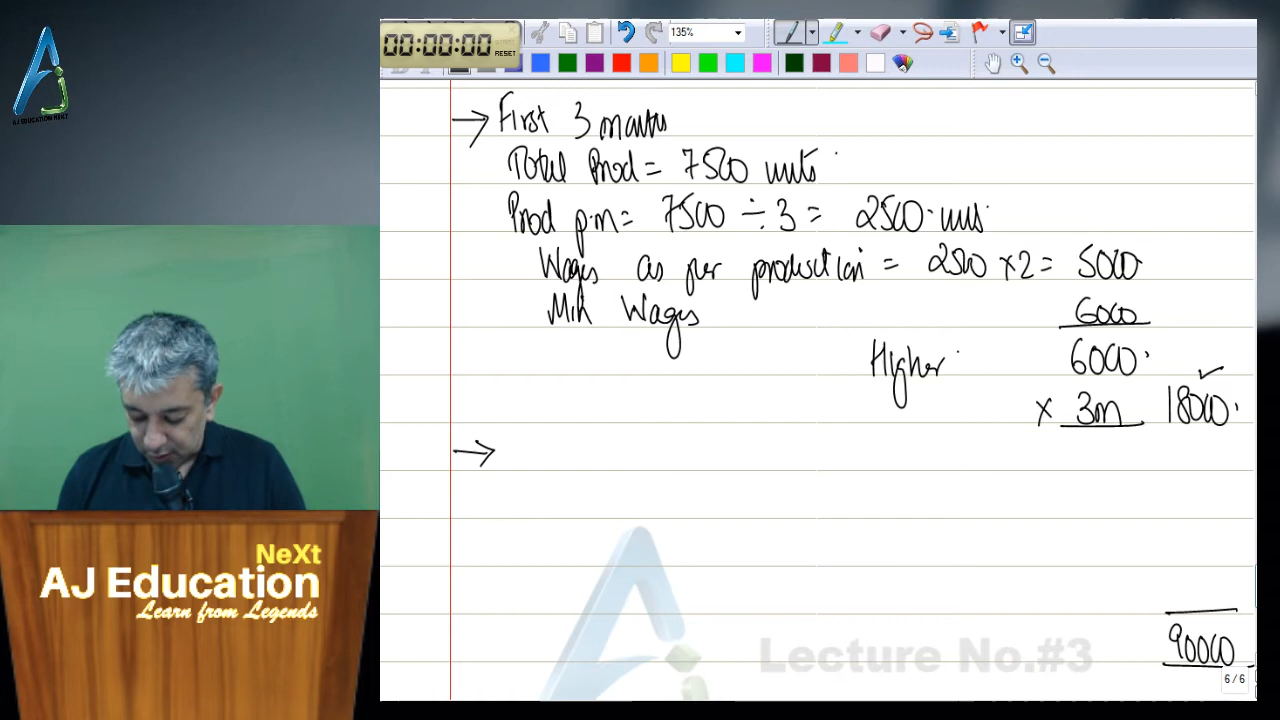 AJ EDUCATION NEXT
00:00:00
RESET
135%
→ First 3 months
Total Prod = 7500 units
Prod p.m = 7500 ÷ 3 = 2500 units
Wages as per production = 2500 × 2 = 5000
Min Wages 6000
Higher 6000
× 3m 18000
→
90000
NeXt
AJ Education
Learn from Legends
Lecture No.#3
6 / 6